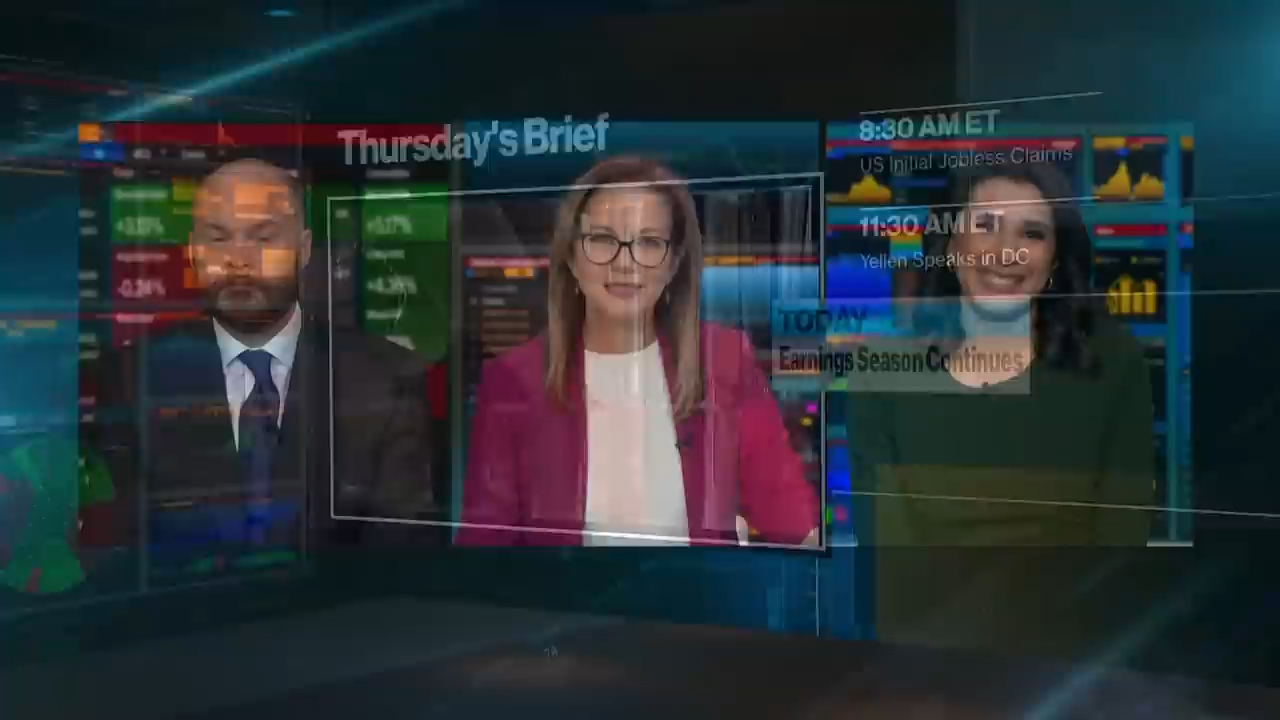 Thursday's Brief
8:30 AM ET
US Initial Jobless Claims
11:30 AM ET
Yellen Speaks in DC
TODAY
Earnings Season Continues